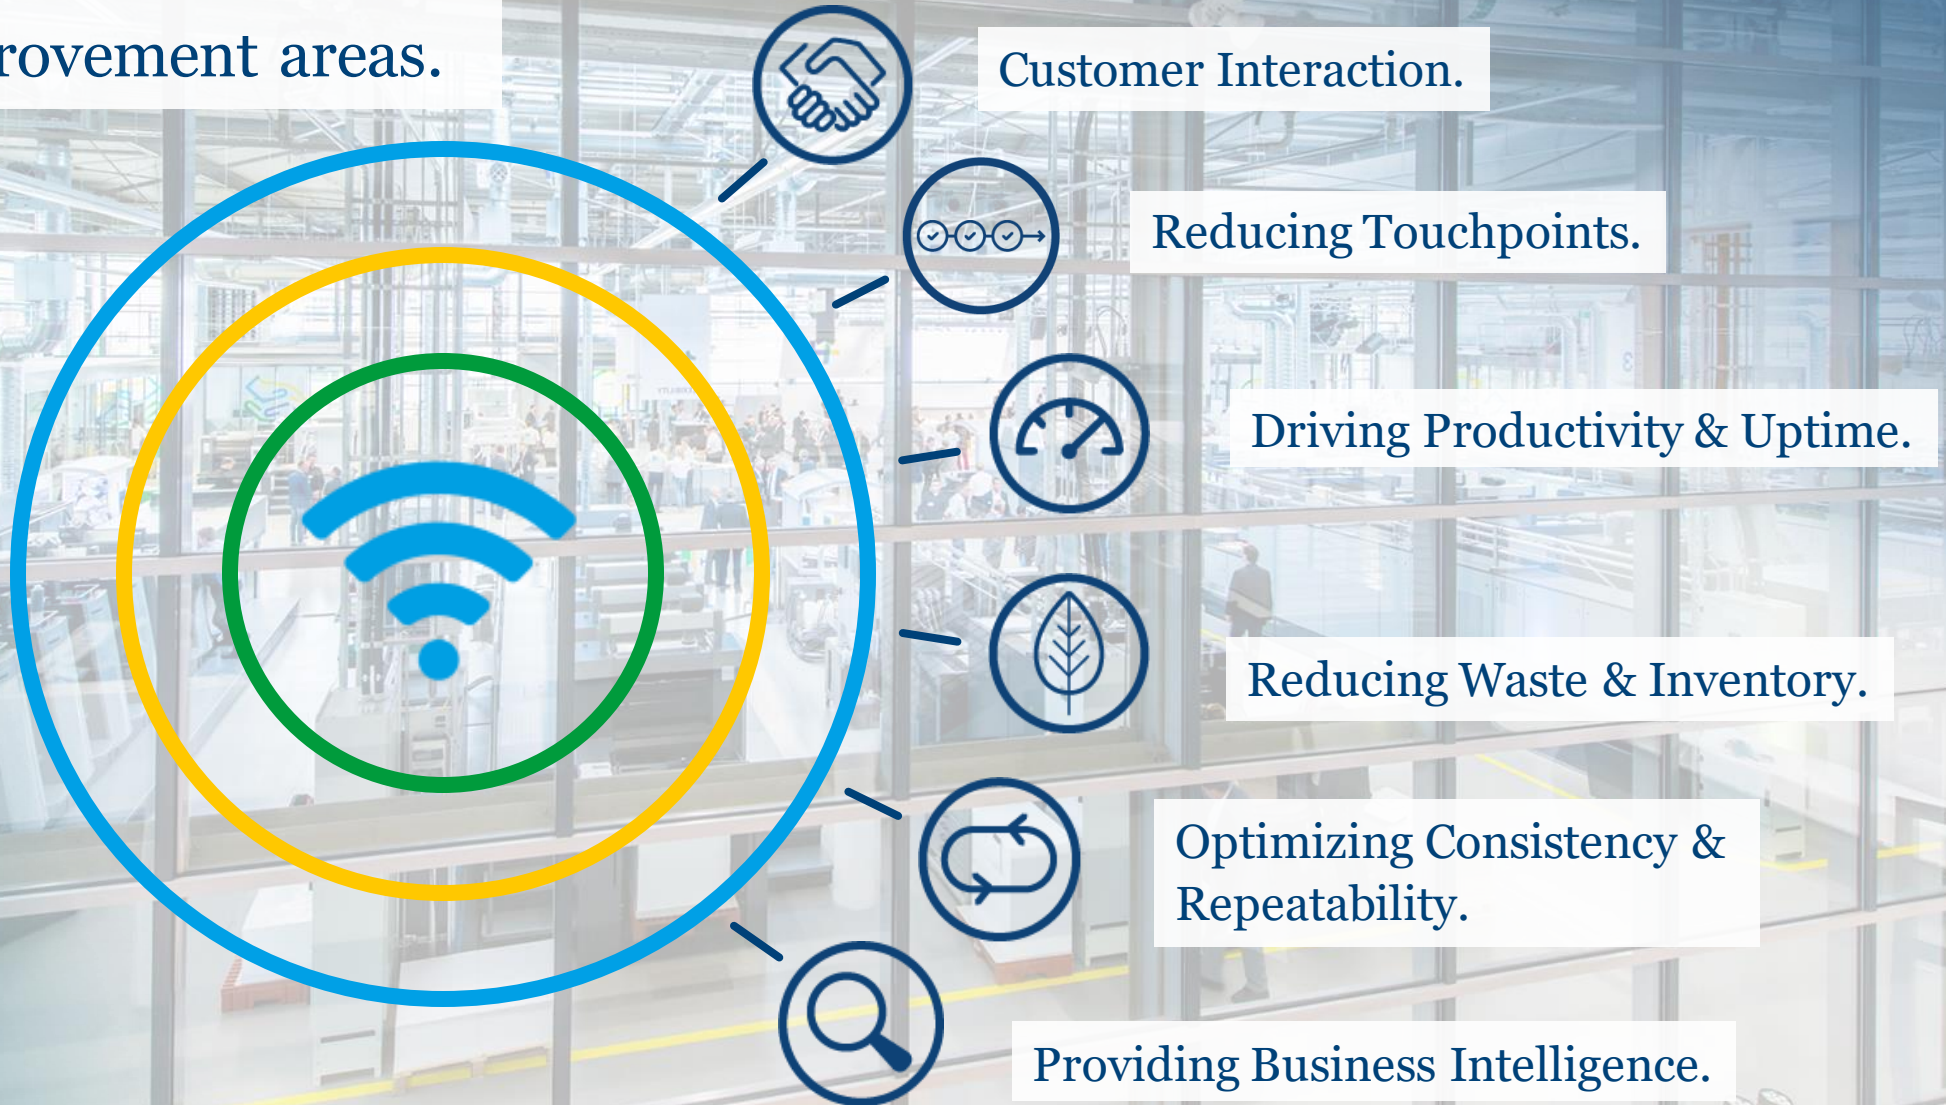 rovement areas.
Customer Interaction.
Reducing Touchpoints.
Driving Productivity & Uptime.
Reducing Waste & Inventory.
Optimizing Consistency &
Repeatability.
Providing Business Intelligence.